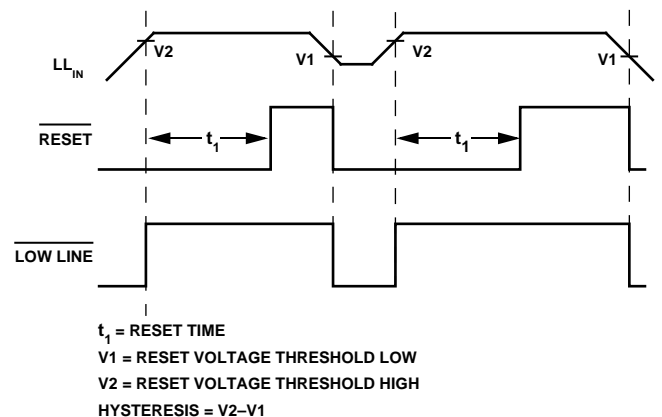 V2 V1 V2 V1
LL_IN
RESET
t₁ t₁
LOW LINE
t₁ = RESET TIME
V1 = RESET VOLTAGE THRESHOLD LOW
V2 = RESET VOLTAGE THRESHOLD HIGH
HYSTERESIS = V2–V1